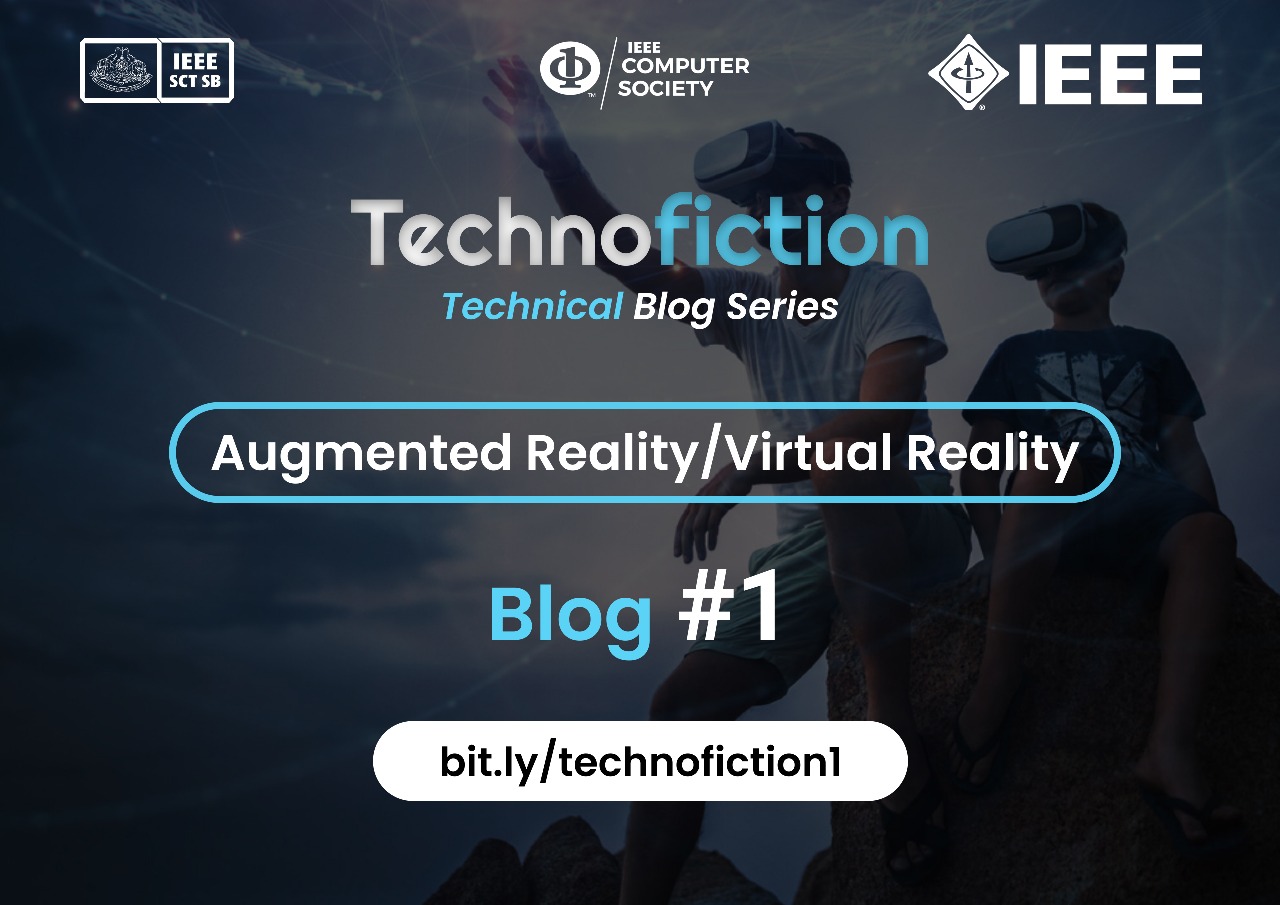 IEEE
SCT SB
IEEE
COMPUTER
SOCIETY
TM
IEEE
®
Technofiction
Technical Blog Series
Augmented Reality/Virtual Reality
Blog #1
bit.ly/technofiction1